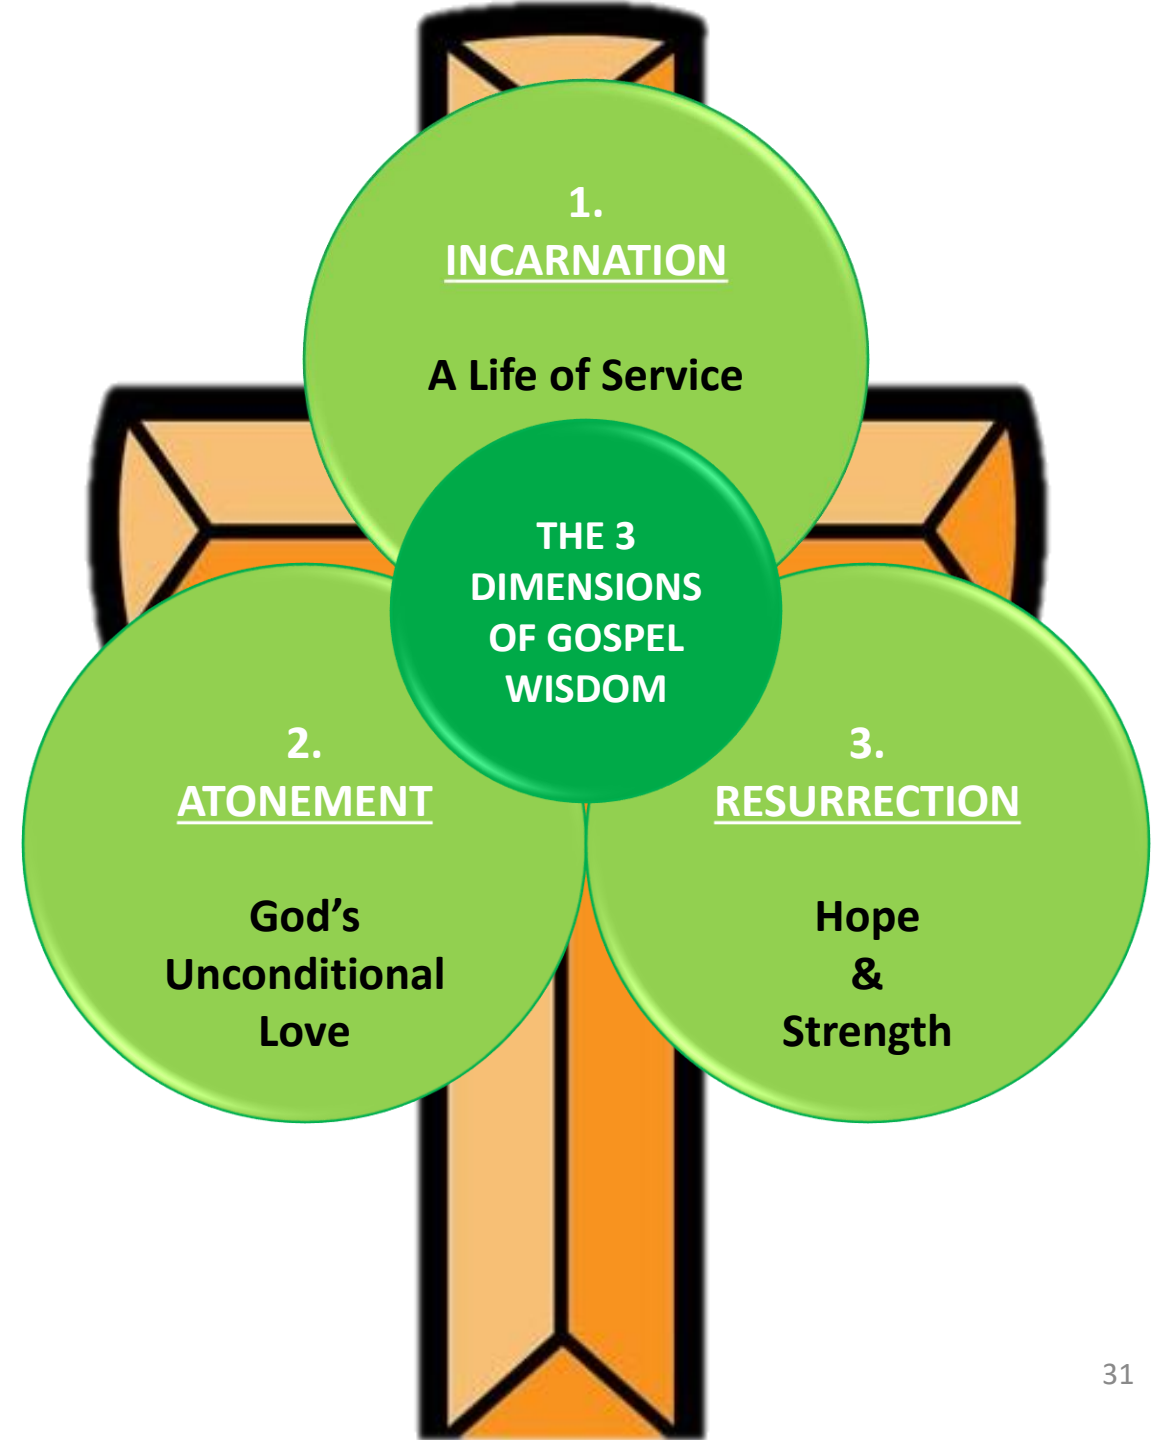 1.
INCARNATION
A Life of Service
THE 3
DIMENSIONS
OF GOSPEL
WISDOM
2.
ATONEMENT
God’s
Unconditional
Love
3.
RESURRECTION
Hope
&
Strength
31